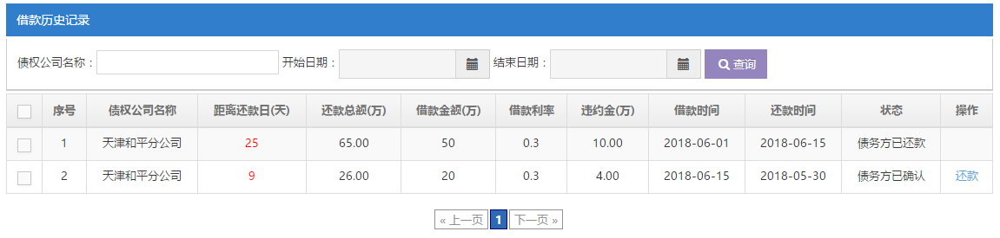 借款历史记录
债权公司名称： 开始日期： 结束日期： 查询
序号 债权公司名称 距离还款日(天) 还款总额(万) 借款金额(万) 借款利率 违约金(万) 借款时间 还款时间 状态 操作
1 天津和平分公司 25 65.00 50 0.3 10.00 2018-06-01 2018-06-15 债务方已还款
2 天津和平分公司 9 26.00 20 0.3 4.00 2018-06-15 2018-05-30 债务方已确认 还款
« 上一页 1 下一页 »